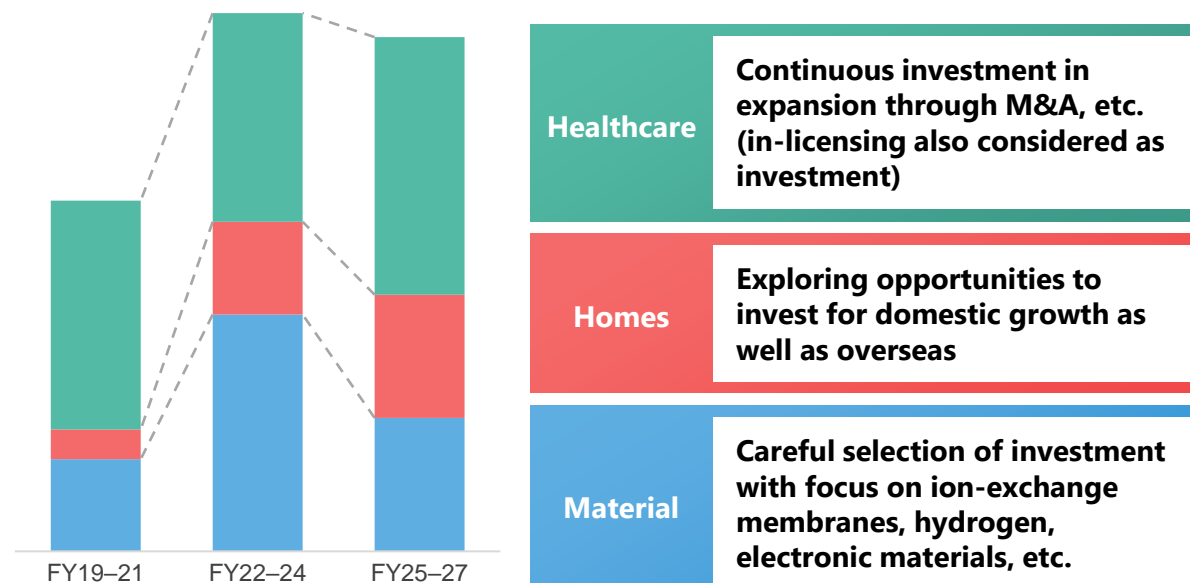 Healthcare
Continuous investment in
expansion through M&A, etc.
(in-licensing also considered as
investment)
Homes
Exploring opportunities to
invest for domestic growth as
well as overseas
Material
Careful selection of investment
with focus on ion-exchange
membranes, hydrogen,
electronic materials, etc.
FY19–21
FY22–24
FY25–27